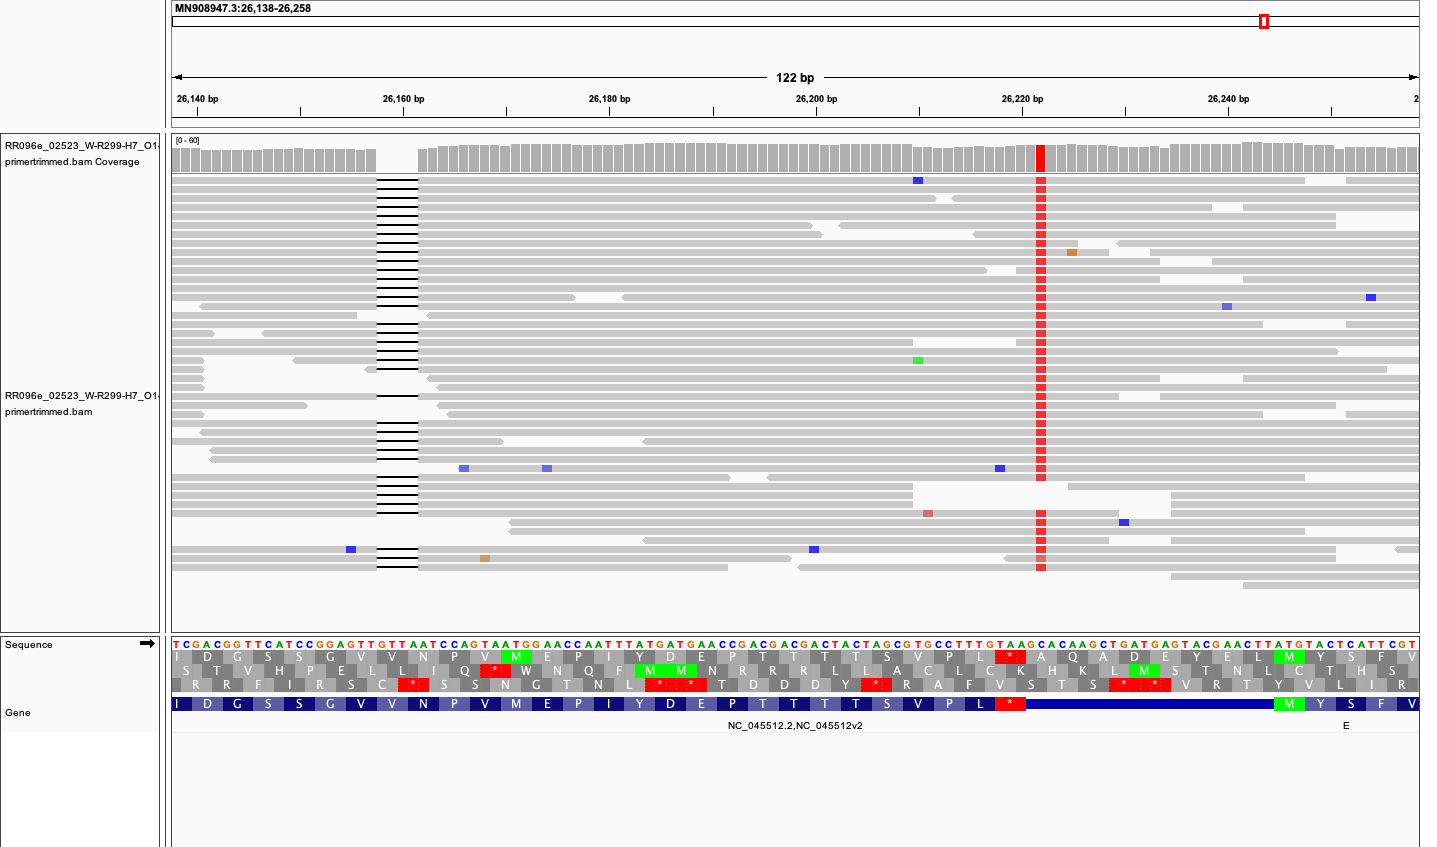 MN908947.3:26,138-26,258
122 bp
26,140 bp 26,160 bp 26,180 bp 26,200 bp 26,220 bp 26,240 bp 2
[0 - 60]
RR096e_02523_W-R299-H7_O1
primertrimmed.bam Coverage
RR096e_02523_W-R299-H7_O1
primertrimmed.bam
Sequence
TCGACGGTTCATCCGGAGTTGTTAATCCAGTAATGGAACCAATTTATGATGAACCGACGACGACTACTAGCGTGCCTTTGTAAGCACAAGCTGATGAGTACGAACTTATGTACTCATTCGT
I D G S S G V V N P V M E P I Y D E P T T T T S V P L * A Q A D E Y E L M Y S F V
S T V H P E L L I Q * W N Q F M M N R R R L L A C L C K H K L M S T N L C T H S
R R F I R S C * S S N G T N L * * T D D D Y * R A F V S T S * * V R T Y V L I R
Gene
I D G S S G V V N P V M E P I Y D E P T T T T S V P L * M Y S F V
NC_045512.2,NC_045512v2 E